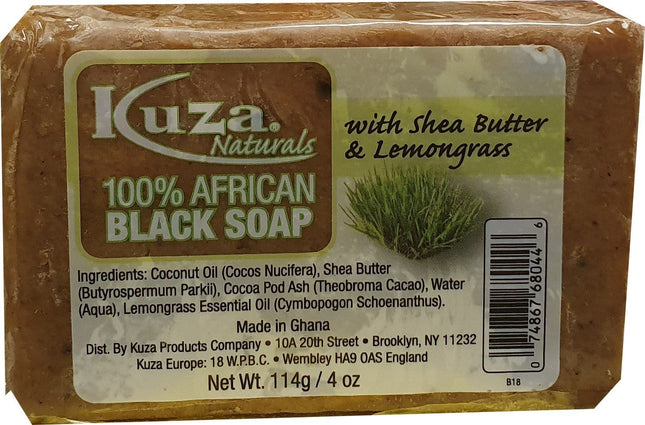 Kuza®
Naturals
100% AFRICAN
BLACK SOAP
with Shea Butter
& Lemongrass
Ingredients: Coconut Oil (Cocos Nucifera), Shea Butter
(Butyrospermum Parkii), Cocoa Pod Ash (Theobroma Cacao), Water
(Aqua), Lemongrass Essential Oil (Cymbopogon Schoenanthus).
Made in Ghana
Dist. By Kuza Products Company • 10A 20th Street • Brooklyn, NY 11232
Kuza Europe: 18 W.P.B.C. • Wembley HA9 OAS England
Net Wt. 114g / 4 oz
0 74867 68044 6
B18